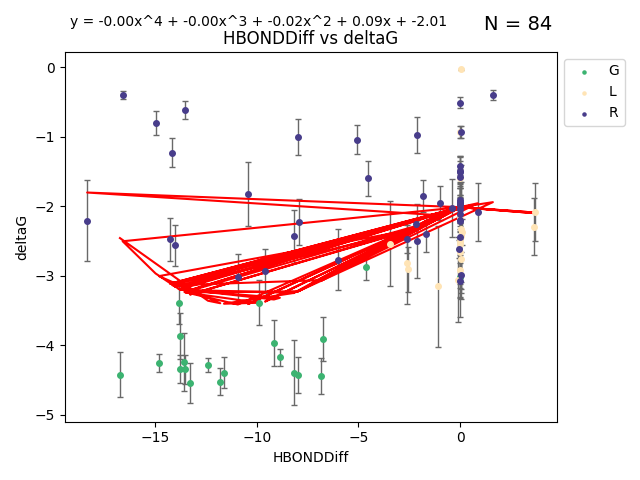 y = -0.00x^4 + -0.00x^3 + -0.02x^2 + 0.09x + -2.01
N = 84
HBONDDiff vs deltaG
G
L
R
0
−1
−2
−3
−4
−5
deltaG
−15
−10
−5
0
HBONDDiff